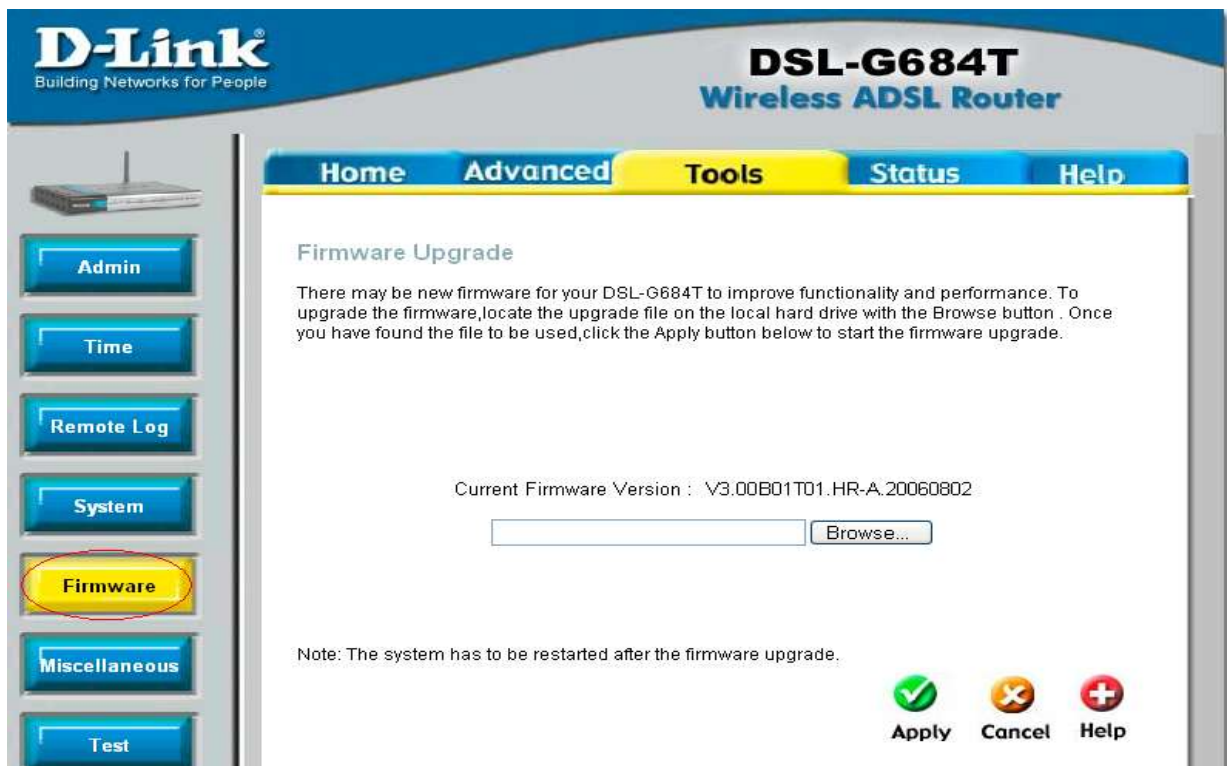 D-Link
Building Networks for People
DSL-G684T
Wireless ADSL Router
Home Advanced Tools Status Help
Admin
Time
Remote Log
System
Firmware
Miscellaneous
Test
Firmware Upgrade
There may be new firmware for your DSL-G684T to improve functionality and performance. To
upgrade the firmware,locate the upgrade file on the local hard drive with the Browse button . Once
you have found the file to be used,click the Apply button below to start the firmware upgrade.
Current Firmware Version : V3.00B01T01.HR-A.20060802
Browse...
Note: The system has to be restarted after the firmware upgrade.
Apply Cancel Help